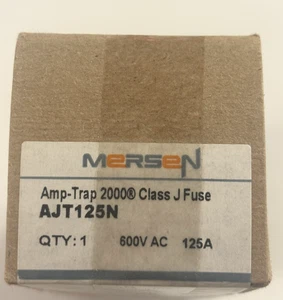 MERSEN
Amp-Trap 2000® Class J Fuse
AJT125N
QTY: 1 600V AC 125A